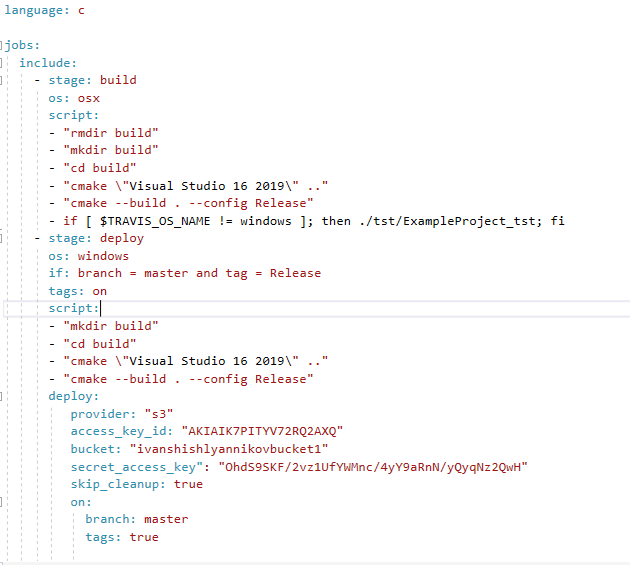 language: c
jobs:
include:
- stage: build
os: osx
script:
- "rmdir build"
- "mkdir build"
- "cd build"
- "cmake \"Visual Studio 16 2019\" .."
- "cmake --build . --config Release"
- if [ $TRAVIS_OS_NAME != windows ]; then ./tst/ExampleProject_tst; fi
- stage: deploy
os: windows
if: branch = master and tag = Release
tags: on
script:
- "mkdir build"
- "cd build"
- "cmake \"Visual Studio 16 2019\" .."
- "cmake --build . --config Release"
deploy:
provider: "s3"
access_key_id: "AKIAIK7PITYV72RQ2AXQ"
bucket: "ivanshishlyannikovbucket1"
secret_access_key": "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"
skip_cleanup: true
on:
branch: master
tags: true